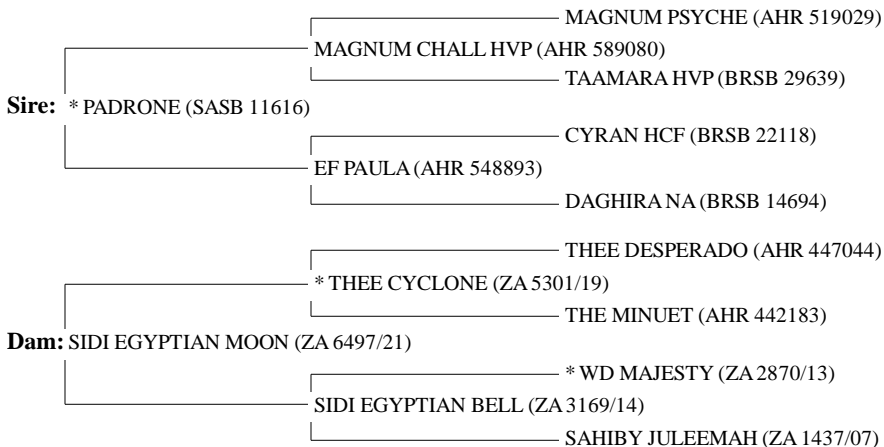 MAGNUM PSYCHE (AHR 519029)
MAGNUM CHALL HVP (AHR 589080)
TAAMARA HVP (BRSB 29639)
Sire: * PADRONE (SASB 11616)
CYRAN HCF (BRSB 22118)
EF PAULA (AHR 548893)
DAGHIRA NA (BRSB 14694)
THEE DESPERADO (AHR 447044)
* THEE CYCLONE (ZA 5301/19)
THE MINUET (AHR 442183)
Dam: SIDI EGYPTIAN MOON (ZA 6497/21)
* WD MAJESTY (ZA 2870/13)
SIDI EGYPTIAN BELL (ZA 3169/14)
SAHIBY JULEEMAH (ZA 1437/07)